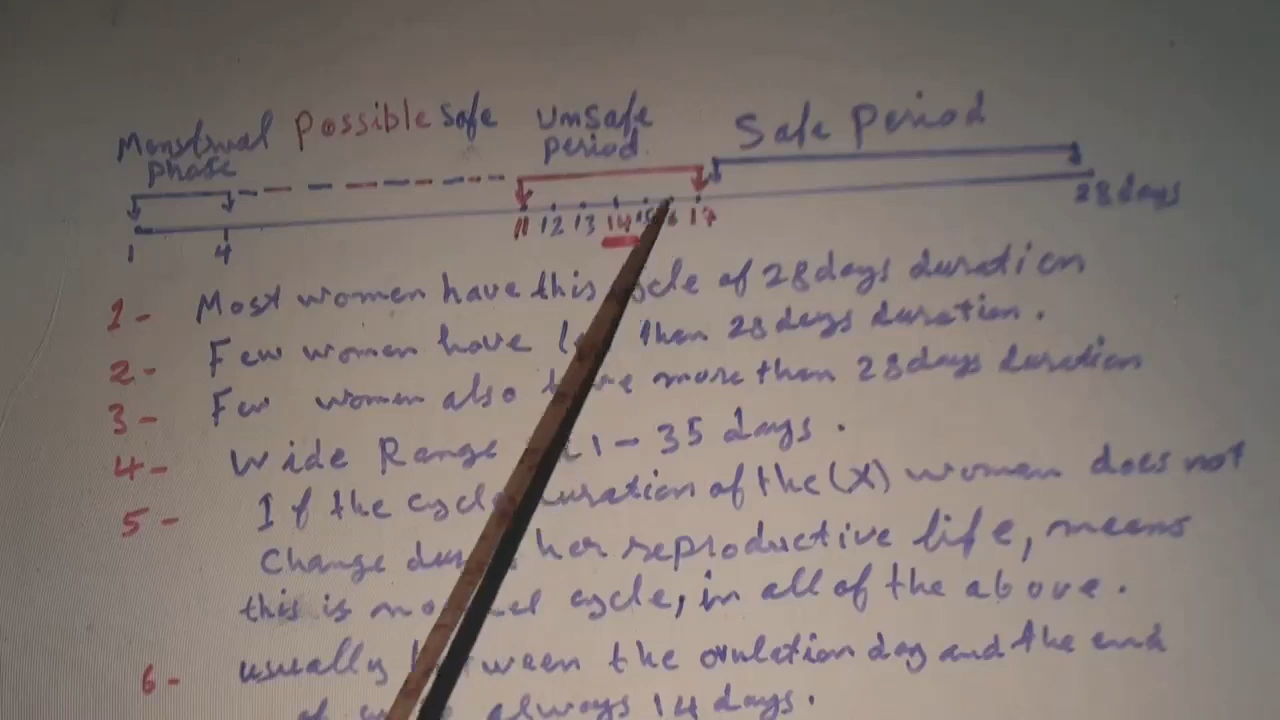 Menstrual Possible Safe Unsafe Safe Period
phase period
28 days
1 4 11 12 13 14 15 17
1- Most women have this of 28 days duration
2- Few women have than 28 days duration.
3- Few women also more than 28 days duration
4- Wide Range - 35 days.
5- If the duration of the (X) women does not
Change her reproductive life, means
this is cycle, in all of the above.
6- usually the ovulation day and the end
always 14 days.